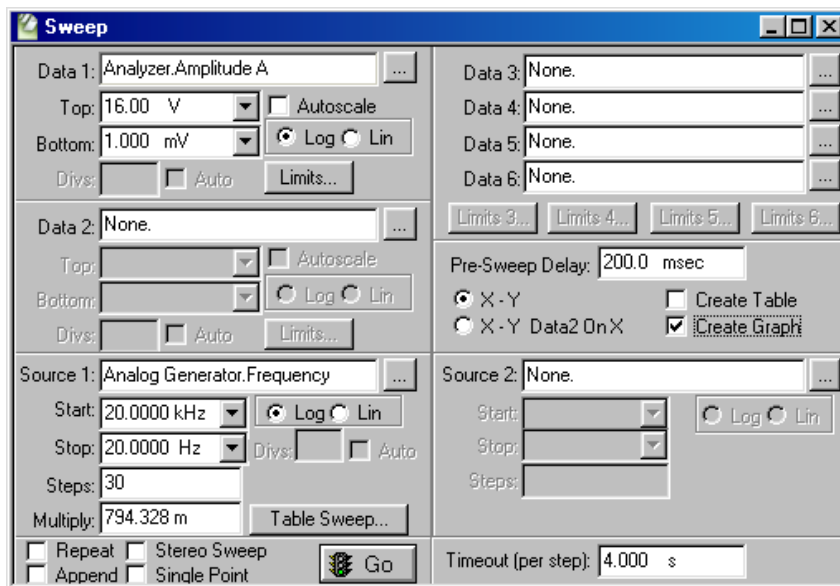 Sweep
Data 1: Analyzer.Amplitude A ...
Top: 16.00 V Autoscale
Bottom: 1.000 mV Log Lin
Divs: Auto Limits...
Data 2: None. ...
Top: Autoscale
Bottom: Log Lin
Divs: Auto Limits...
Source 1: Analog Generator.Frequency ...
Start: 20.0000 kHz Log Lin
Stop: 20.0000 Hz Divs: Auto
Steps: 30
Multiply: 794.328 m Table Sweep...
Repeat Stereo Sweep
Append Single Point
Go
Data 3: None. ...
Data 4: None. ...
Data 5: None. ...
Data 6: None. ...
Limits 3... Limits 4... Limits 5... Limits 6...
Pre-Sweep Delay: 200.0 msec
X - Y Create Table
X - Y Data2 On X Create Graph
Source 2: None. ...
Start: Log Lin
Stop:
Steps:
Timeout (per step): 4.000 s